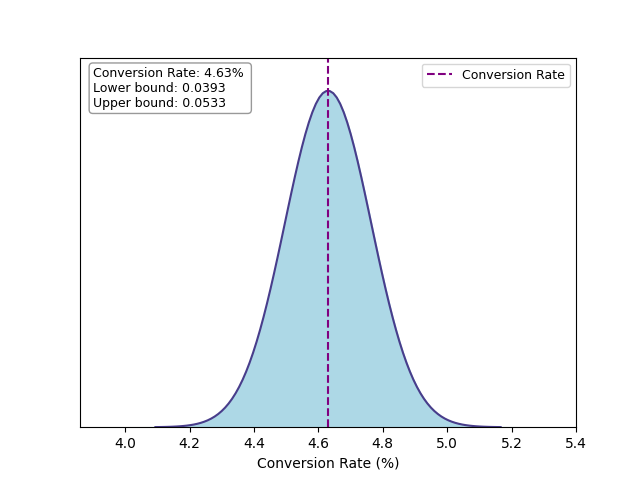 Conversion Rate: 4.63%
Lower bound: 0.0393
Upper bound: 0.0533
Conversion Rate
4.0 4.2 4.4 4.6 4.8 5.0 5.2 5.4
Conversion Rate (%)